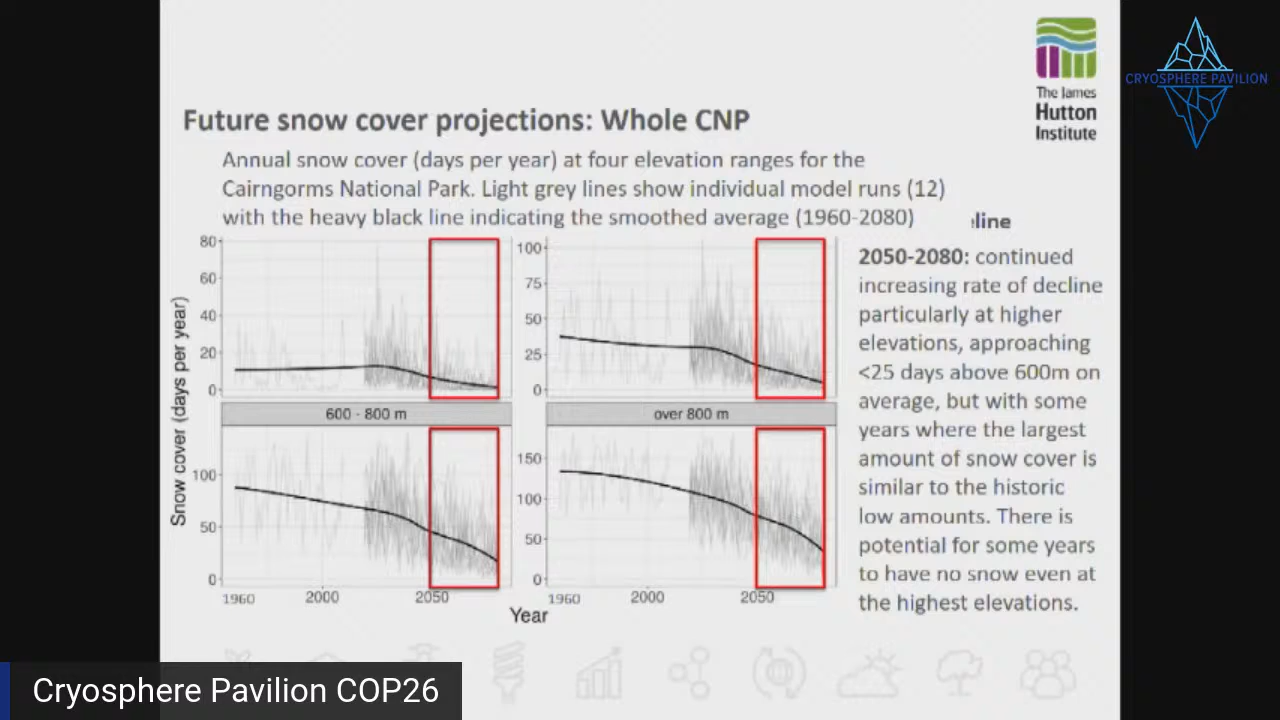 CRYOSPHERE PAVILION
The James
Hutton
Institute
Future snow cover projections: Whole CNP
Annual snow cover (days per year) at four elevation ranges for the
Cairngorms National Park. Light grey lines show individual model runs (12)
with the heavy black line indicating the smoothed average (1960-2080)
line
2050-2080: continued
increasing rate of decline
particularly at higher
elevations, approaching
<25 days above 600m on
average, but with some
years where the largest
amount of snow cover is
similar to the historic
low amounts. There is
potential for some years
to have no snow even at
the highest elevations.
Snow cover (days per year)
80
60
40
20
0
100
75
50
25
0
600 - 800 m
over 800 m
100
50
0
150
100
50
0
1960
2000
2050
1960
2000
2050
Year
Cryosphere Pavilion COP26